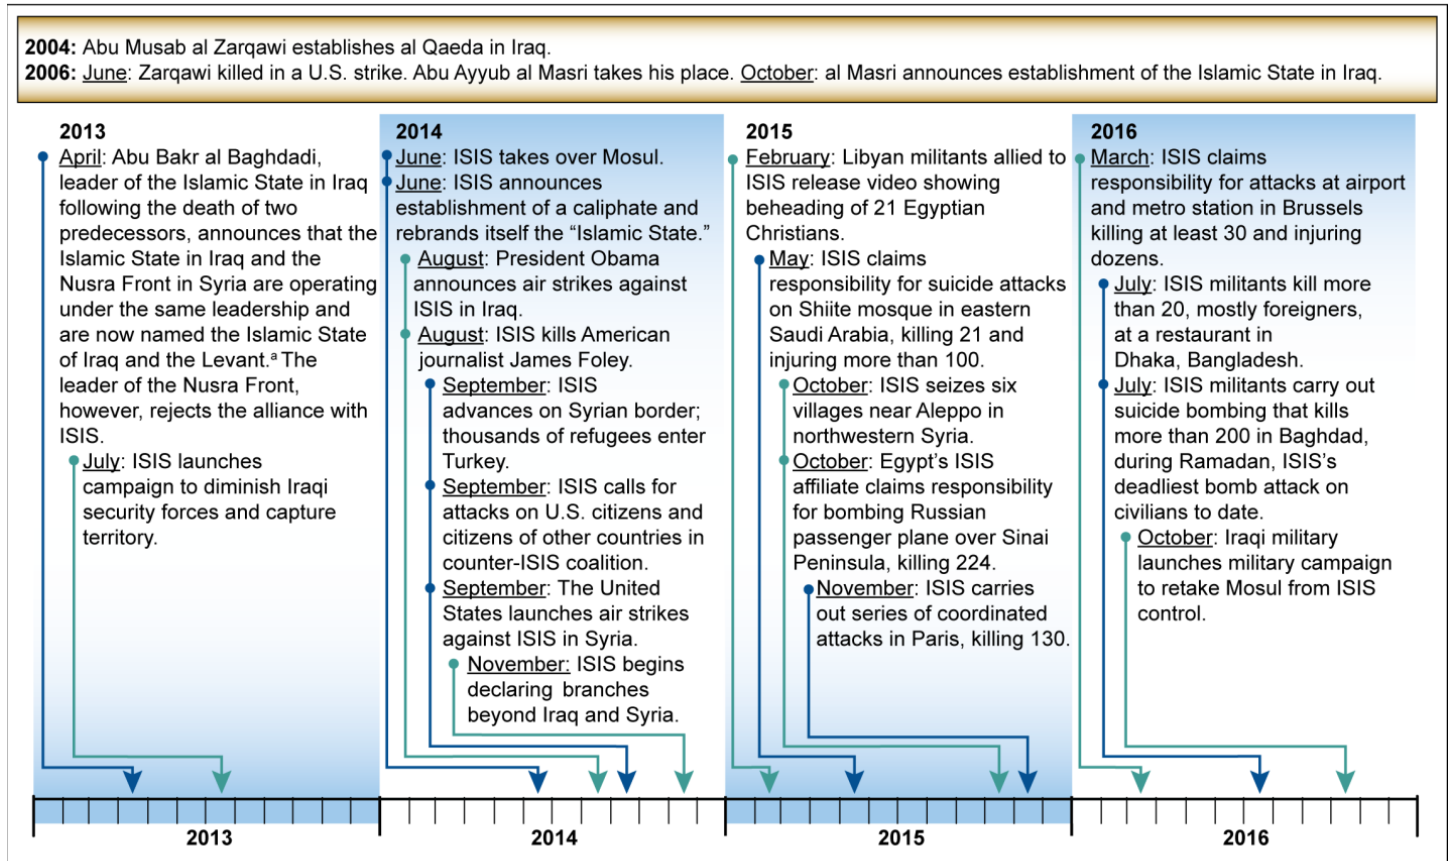 2004: Abu Musab al Zarqawi establishes al Qaeda in Iraq.
2006: June: Zarqawi killed in a U.S. strike. Abu Ayyub al Masri takes his place. October: al Masri announces establishment of the Islamic State in Iraq.
2013
April: Abu Bakr al Baghdadi,
leader of the Islamic State in Iraq
following the death of two
predecessors, announces that the
Islamic State in Iraq and the
Nusra Front in Syria are operating
under the same leadership and
are now named the Islamic State
of Iraq and the Levant.ᵃ The
leader of the Nusra Front,
however, rejects the alliance with
ISIS.
July: ISIS launches
campaign to diminish Iraqi
security forces and capture
territory.
2014
June: ISIS takes over Mosul.
June: ISIS announces
establishment of a caliphate and
rebrands itself the “Islamic State.”
August: President Obama
announces air strikes against
ISIS in Iraq.
August: ISIS kills American
journalist James Foley.
September: ISIS
advances on Syrian border;
thousands of refugees enter
Turkey.
September: ISIS calls for
attacks on U.S. citizens and
citizens of other countries in
counter-ISIS coalition.
September: The United
States launches air strikes
against ISIS in Syria.
November: ISIS begins
declaring branches
beyond Iraq and Syria.
2015
February: Libyan militants allied to
ISIS release video showing
beheading of 21 Egyptian
Christians.
May: ISIS claims
responsibility for suicide attacks
on Shiite mosque in eastern
Saudi Arabia, killing 21 and
injuring more than 100.
October: ISIS seizes six
villages near Aleppo in
northwestern Syria.
October: Egypt’s ISIS
affiliate claims responsibility
for bombing Russian
passenger plane over Sinai
Peninsula, killing 224.
November: ISIS carries
out series of coordinated
attacks in Paris, killing 130.
2016
March: ISIS claims
responsibility for attacks at airport
and metro station in Brussels
killing at least 30 and injuring
dozens.
July: ISIS militants kill more
than 20, mostly foreigners,
at a restaurant in
Dhaka, Bangladesh.
July: ISIS militants carry out
suicide bombing that kills
more than 200 in Baghdad,
during Ramadan, ISIS’s
deadliest bomb attack on
civilians to date.
October: Iraqi military
launches military campaign
to retake Mosul from ISIS
control.
2013
2014
2015
2016